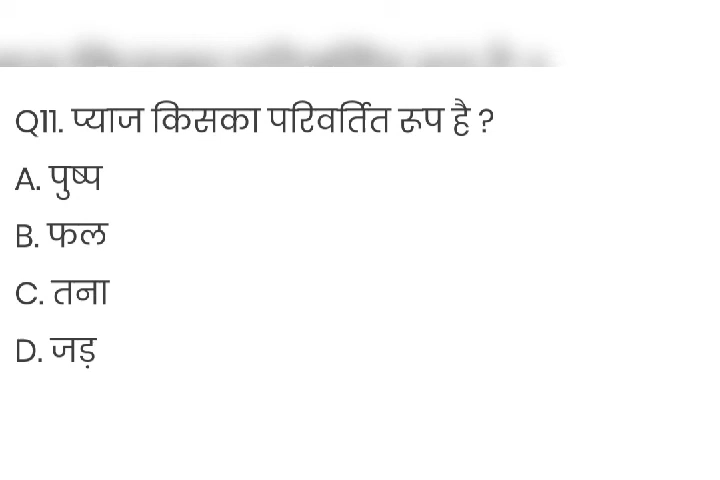 Q11. प्याज किसका परिवर्तित रूप है ?
A. पुष्प
B. फल
C. तना
D. जड़